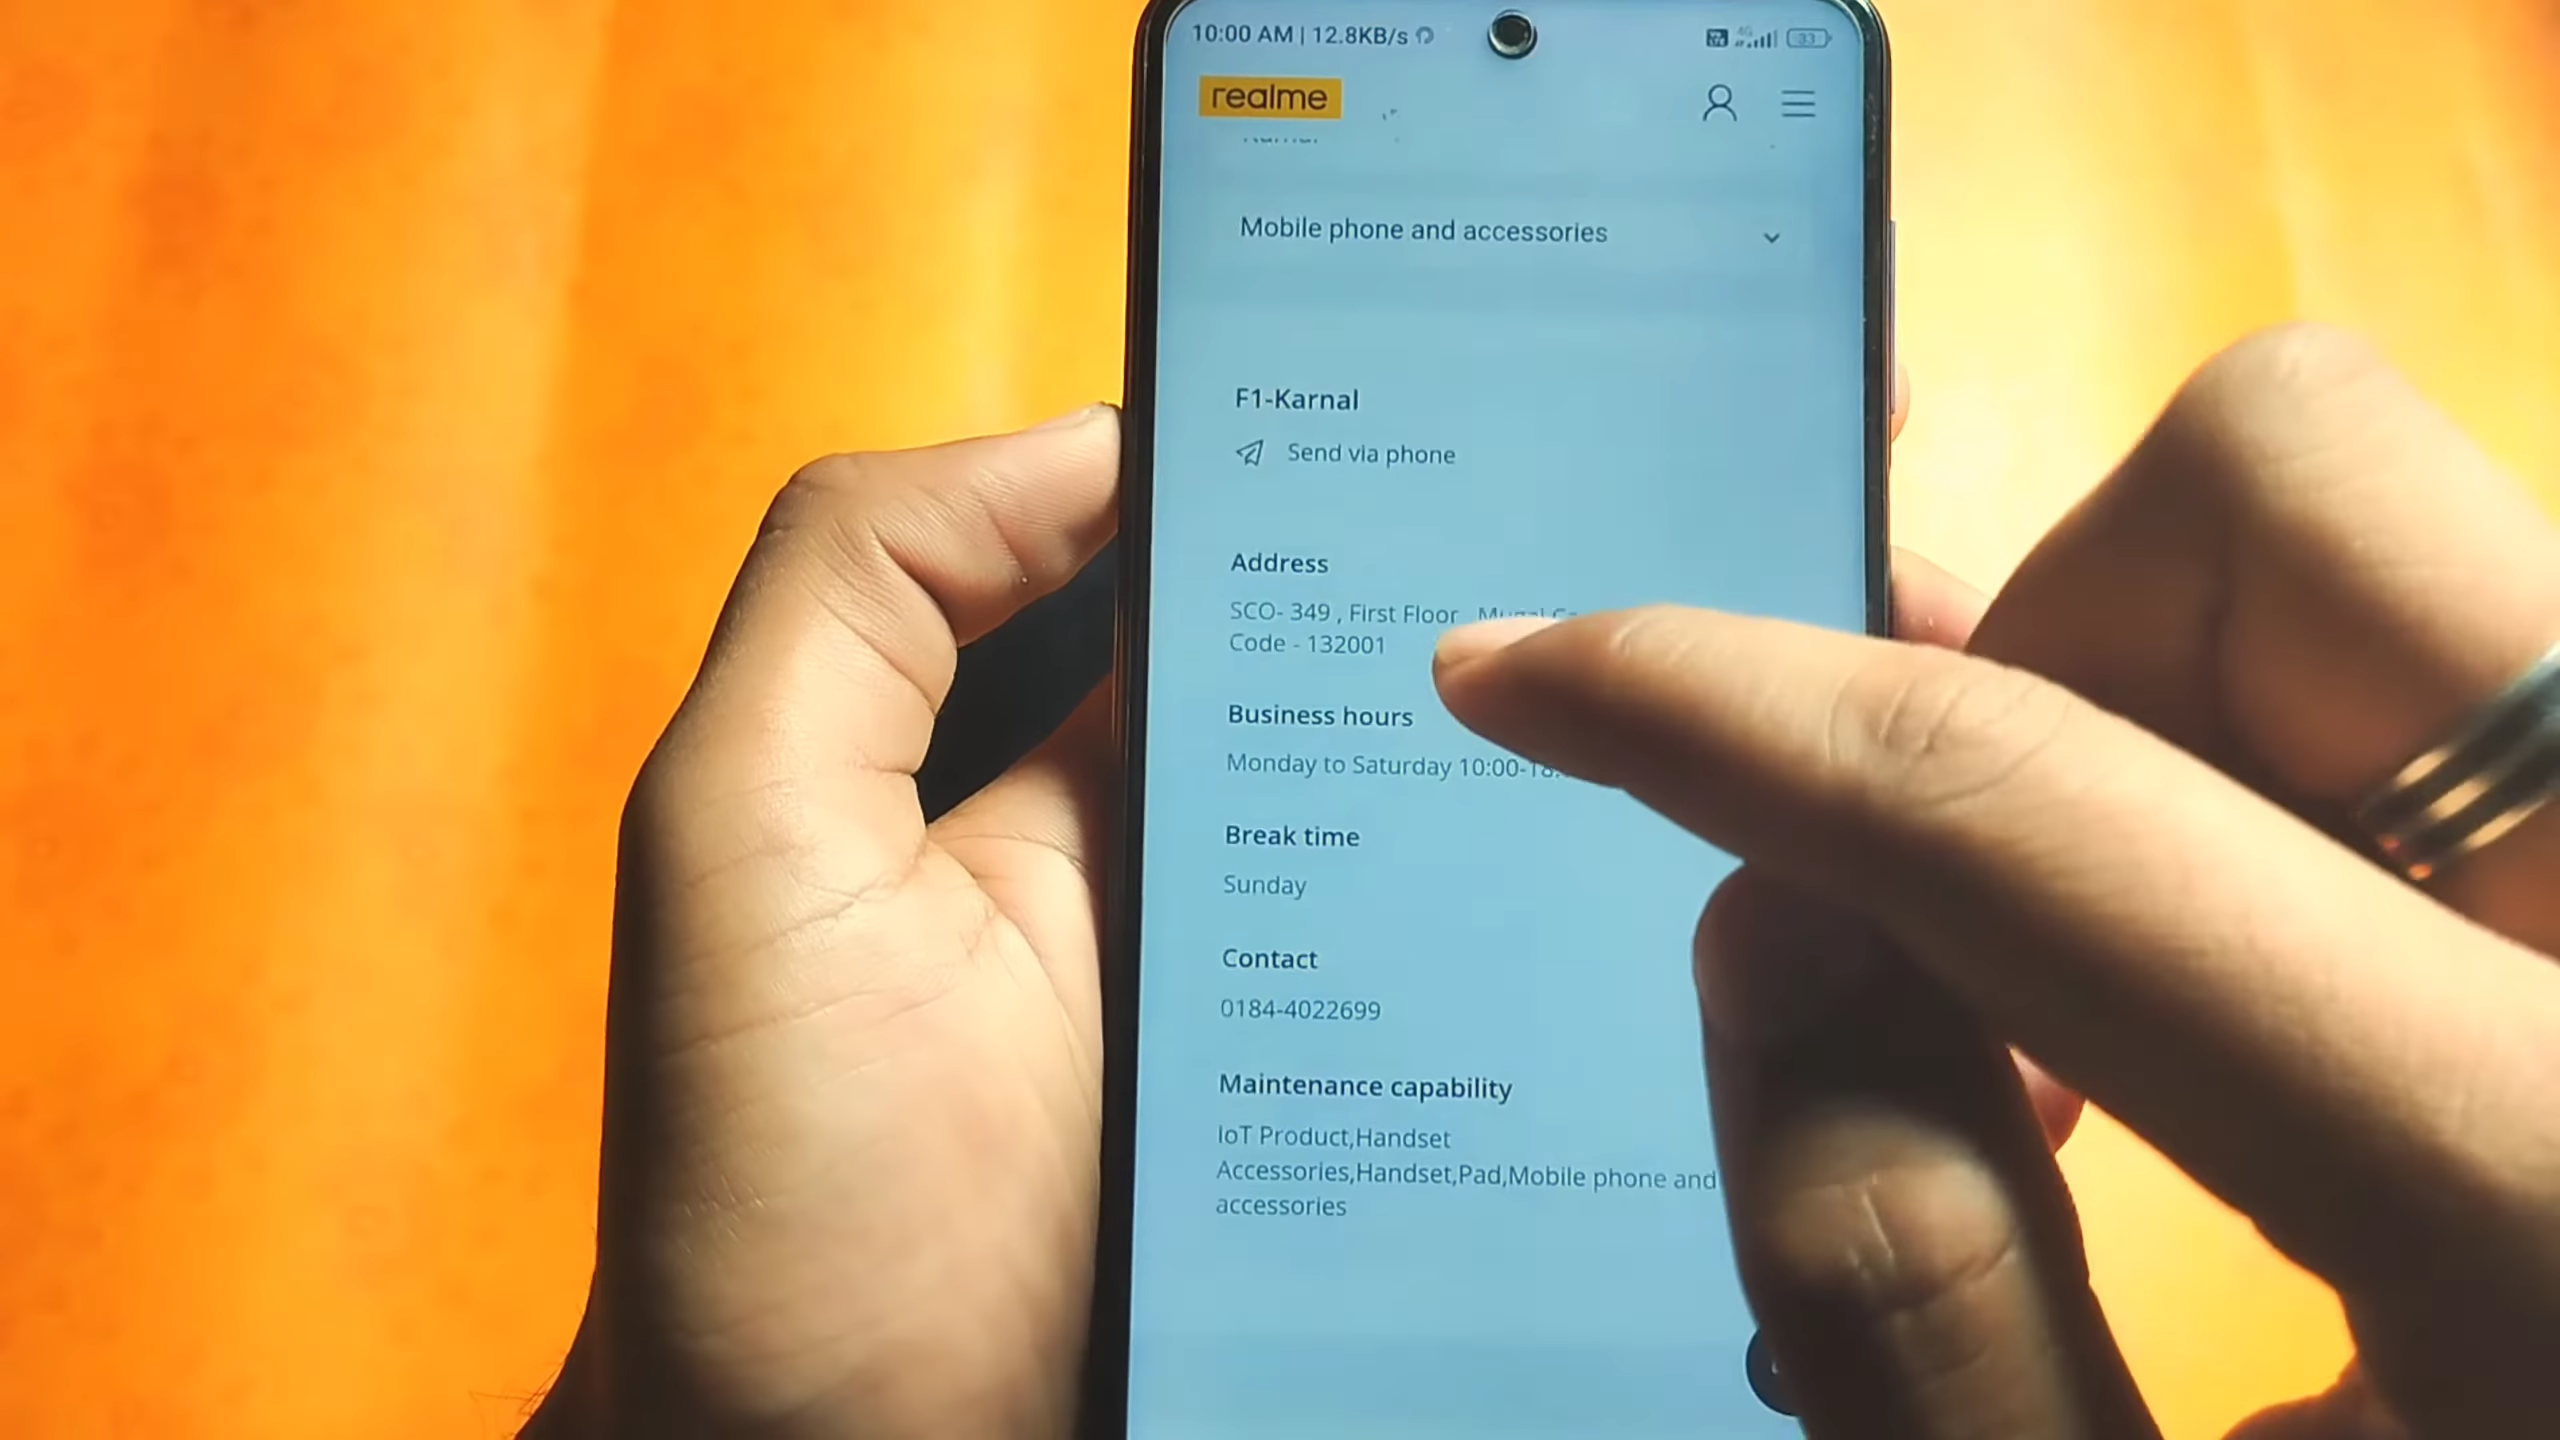 10:00 AM | 12.8KB/s
4G
33
realme
Mobile phone and accessories
F1-Karnal
Send via phone
Address
SCO- 349 , First Floor
Code - 132001
Business hours
Monday to Saturday 10:00-18
Break time
Sunday
Contact
0184-4022699
Maintenance capability
IoT Product,Handset
Accessories,Handset,Pad,Mobile phone and
accessories